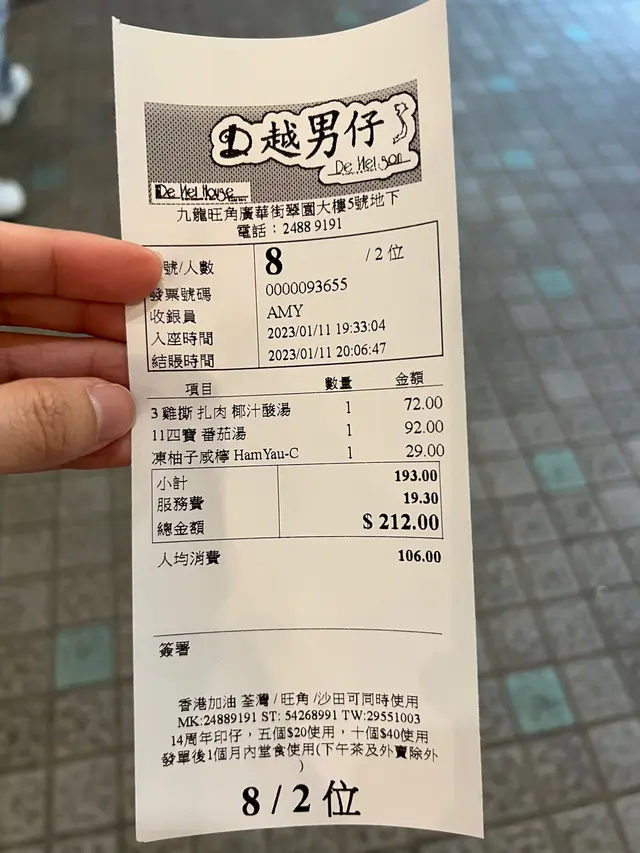 越男仔
De Nei son
De Nei House
九龍旺角廣華街翠園大樓5號地下
電話：2488 9191
號/人數 8 /2 位
發票號碼 0000093655
收銀員 AMY
入座時間 2023/01/11 19:33:04
結賬時間 2023/01/11 20:06:47
項目 數量 金額
3 雞撕 扎肉 椰汁酸湯 1 72.00
11四寶 番茄湯 1 92.00
凍柚子咸檸 HamYau-C 1 29.00
小計 193.00
服務費 19.30
總金額 $ 212.00
人均消費 106.00
簽署
香港加油 荃灣 / 旺角 /沙田可同時使用
MK:24889191 ST: 54268991 TW:29551003
14周年印仔，五個$20使用，十個$40使用
發單後1個月內堂食使用(下午茶及外賣除外
)
8 / 2 位